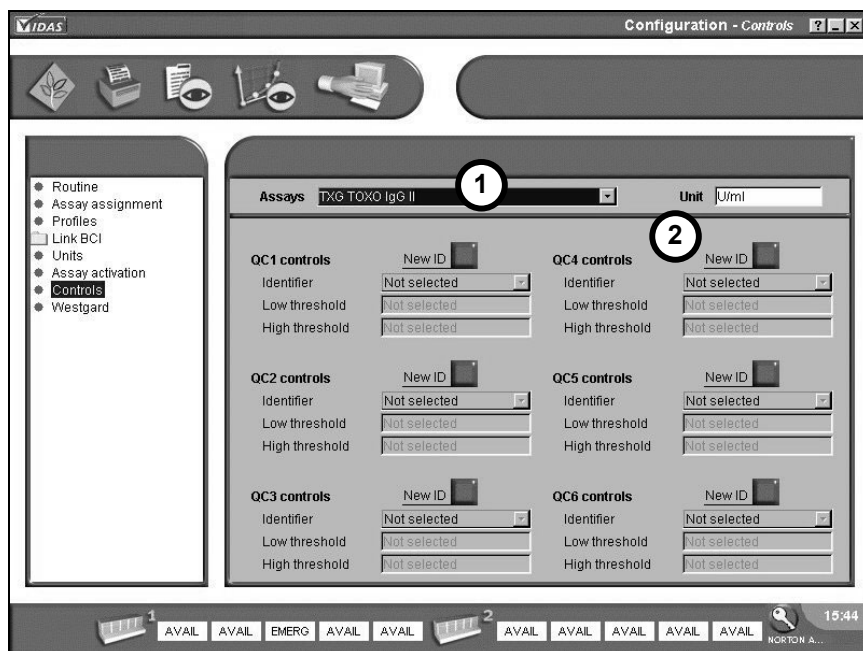 VIDAS
Configuration - Controls ? _ X
Routine
Assay assignment
Profiles
Link BCI
Units
Assay activation
Controls
Westgard
Assays TXG TOXO IgG II 1 Unit U/ml
2
QC1 controls New ID
Identifier Not selected
Low threshold Not selected
High threshold Not selected
QC4 controls New ID
Identifier Not selected
Low threshold Not selected
High threshold Not selected
QC2 controls New ID
Identifier Not selected
Low threshold Not selected
High threshold Not selected
QC5 controls New ID
Identifier Not selected
Low threshold Not selected
High threshold Not selected
QC3 controls New ID
Identifier Not selected
Low threshold Not selected
High threshold Not selected
QC6 controls New ID
Identifier Not selected
Low threshold Not selected
High threshold Not selected
1 AVAIL AVAIL EMERG AVAIL AVAIL 2 AVAIL AVAIL AVAIL AVAIL AVAIL 15:44
NORTON A...